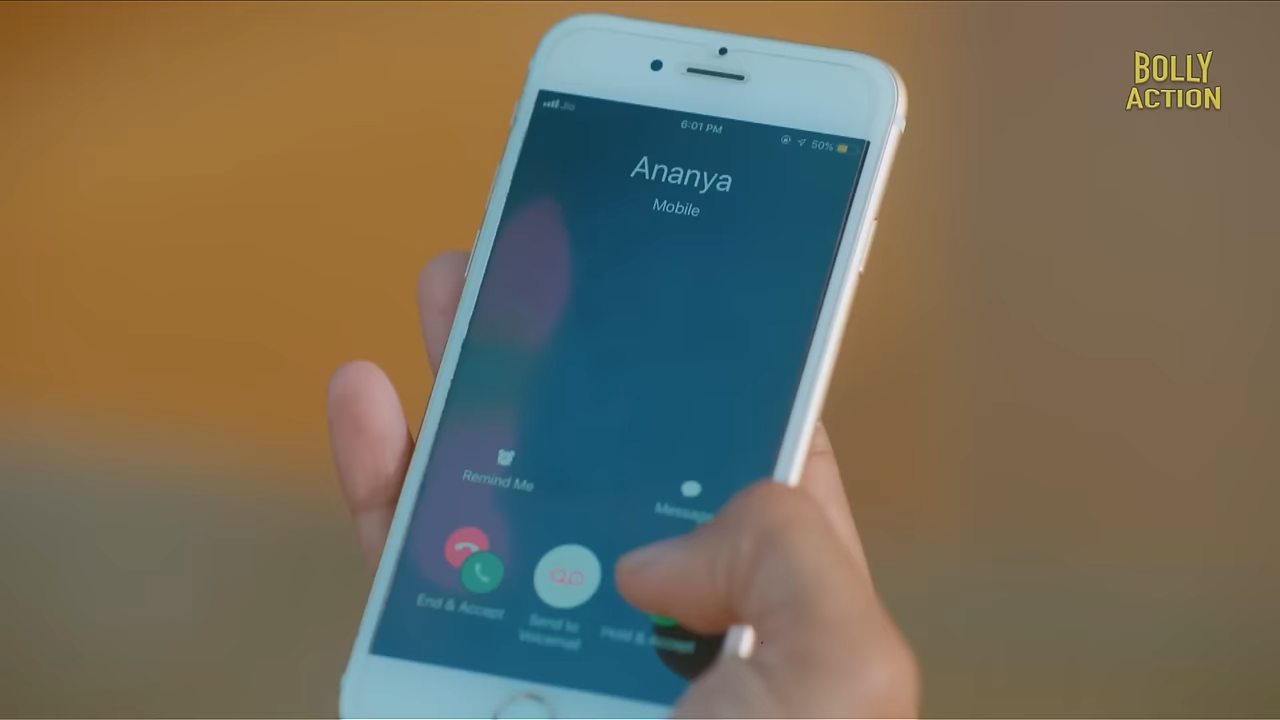 BOLLY
ACTION
Jio
6:01 PM
50%
Ananya
Mobile
Remind Me
Message
End & Accept
Send to
Voicemail
Hold & Accept